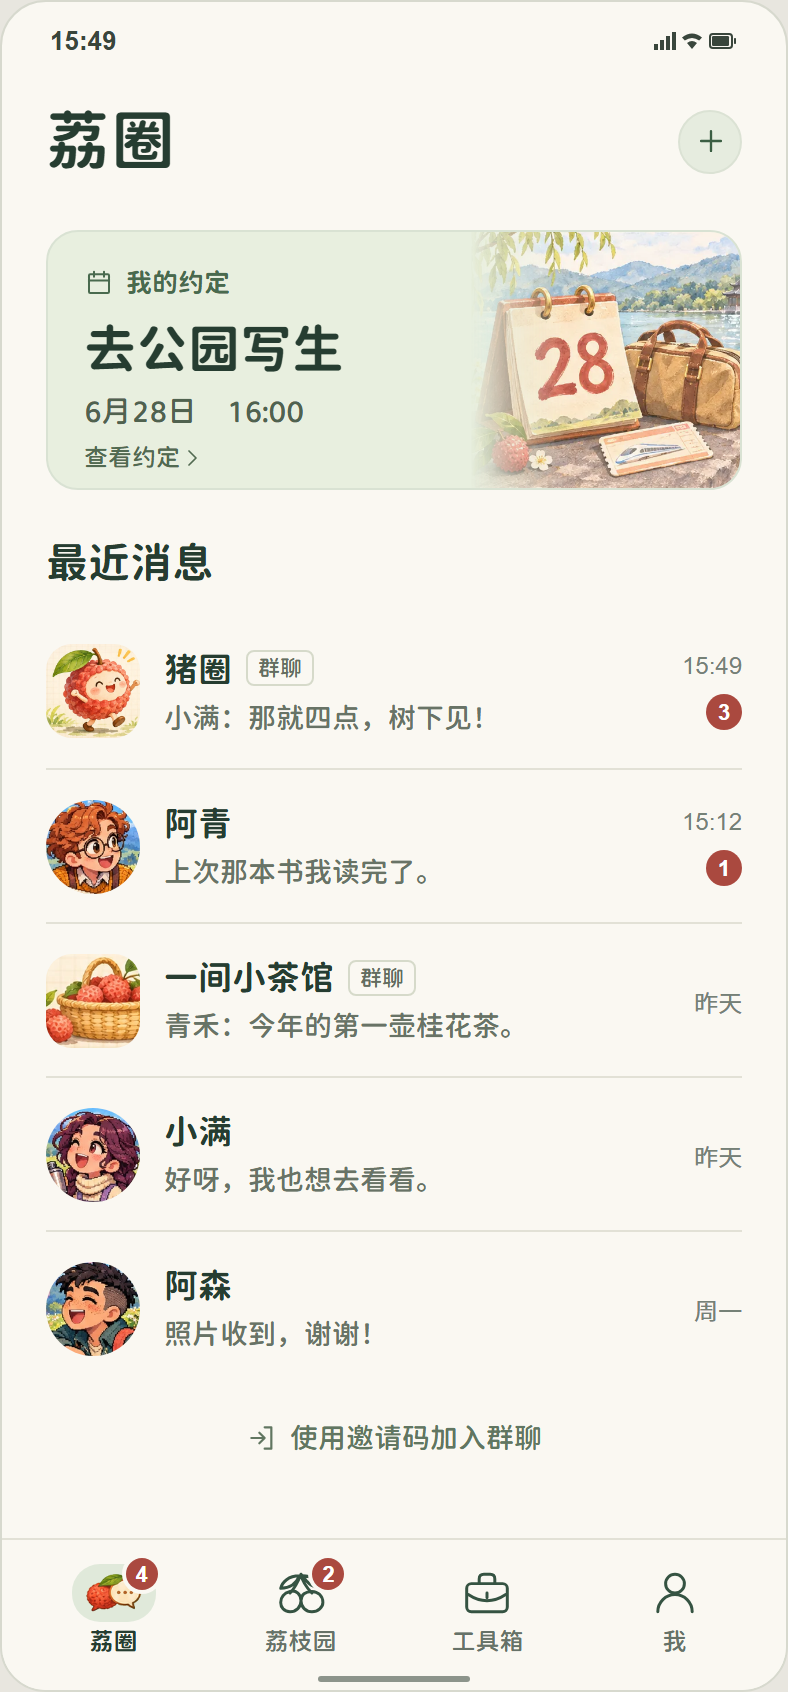 15:49
荔圈
我的约定
去公园写生
6月28日 16:00
查看约定
28
最近消息
猪圈 群聊 15:49
小满：那就四点，树下见！ 3
阿青 15:12
上次那本书我读完了。 1
一间小茶馆 群聊
青禾：今年的第一壶桂花茶。 昨天
小满
好呀，我也想去看看。 昨天
阿森
照片收到，谢谢！ 周一
使用邀请码加入群聊
4 2
荔圈 荔枝园 工具箱 我